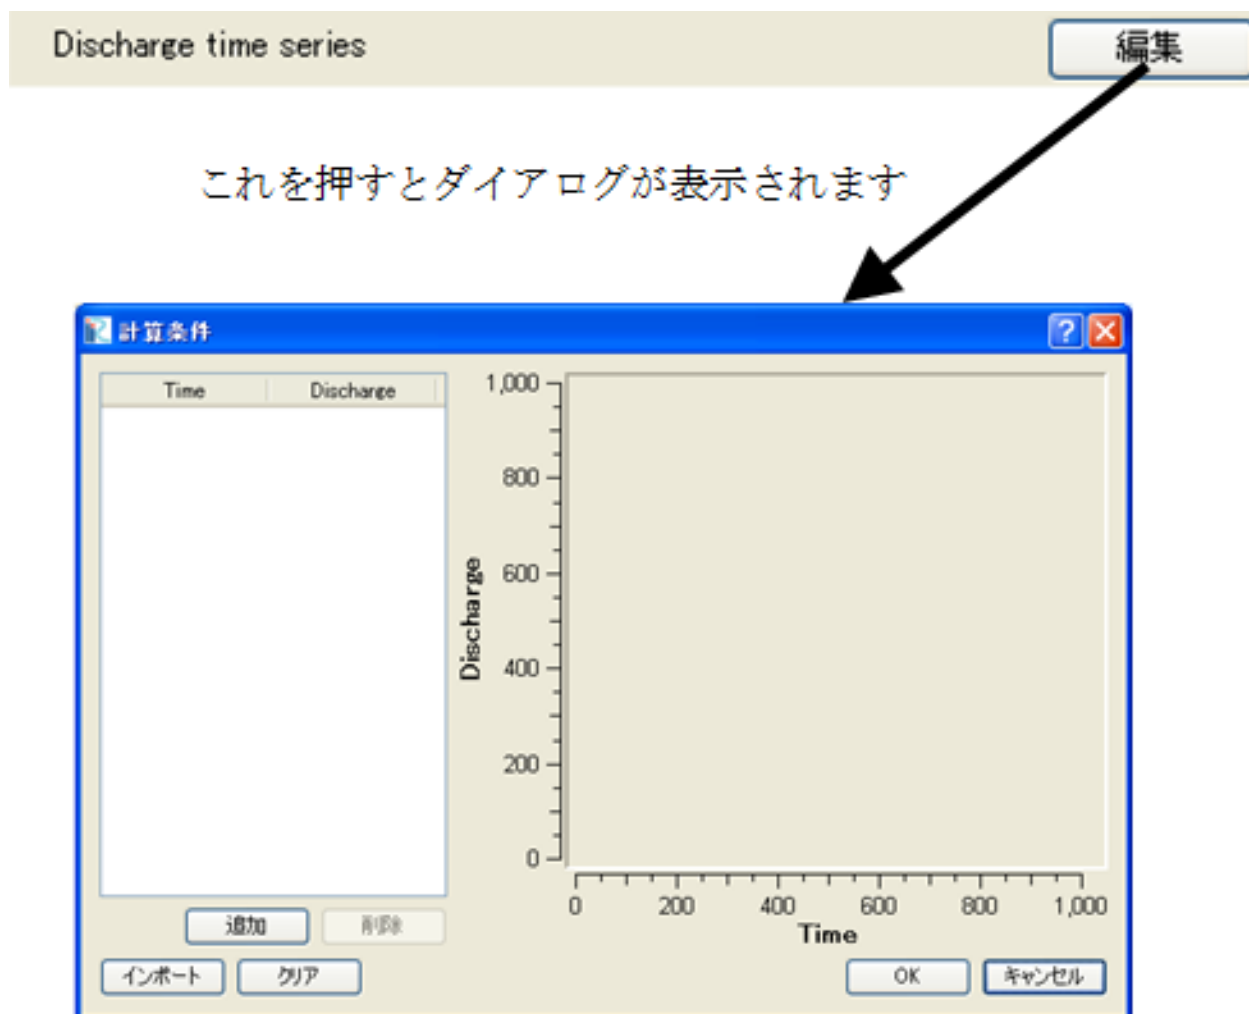 Discharge time series 編集
これを押すとダイアログが表示されます
計算条件
Time Discharge
1,000
800
600
400
200
0
Discharge
0 200 400 600 800 1,000
Time
追加 削除
インポート クリア OK キャンセル